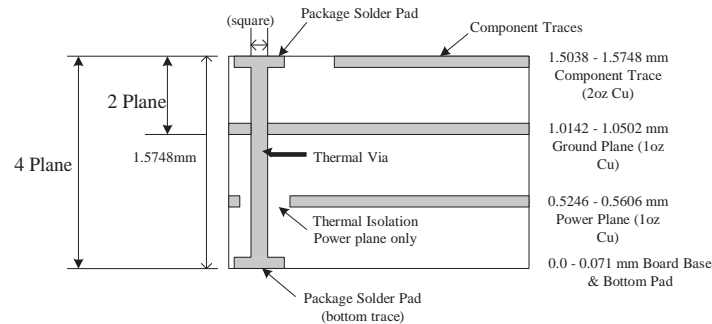 (square)
Package Solder Pad
Component Traces
1.5038 - 1.5748 mm
Component Trace
(2oz Cu)
2 Plane
1.0142 - 1.0502 mm
Ground Plane (1oz
Cu)
4 Plane
1.5748mm
Thermal Via
0.5246 - 0.5606 mm
Power Plane (1oz
Cu)
Thermal Isolation
Power plane only
0.0 - 0.071 mm Board Base
& Bottom Pad
Package Solder Pad
(bottom trace)